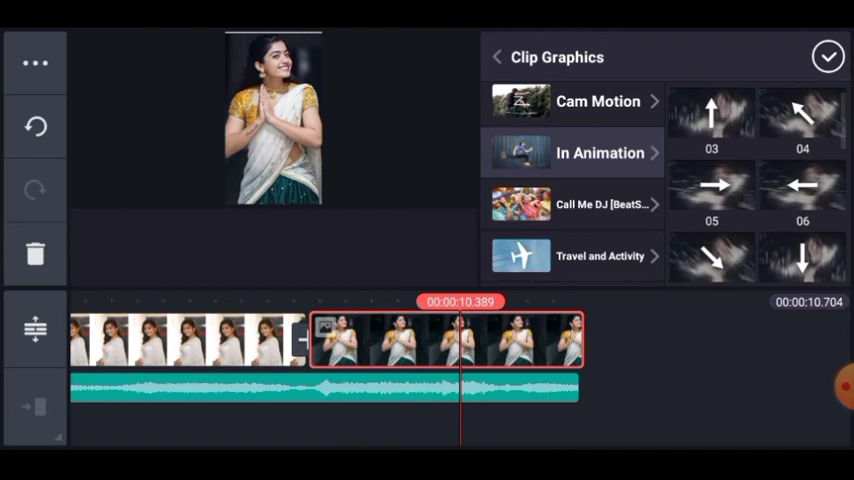 Clip Graphics
Cam Motion
In Animation
Call Me DJ [BeatS...
Travel and Activity
03
04
05
06
00:00:10.389
00:00:10.704